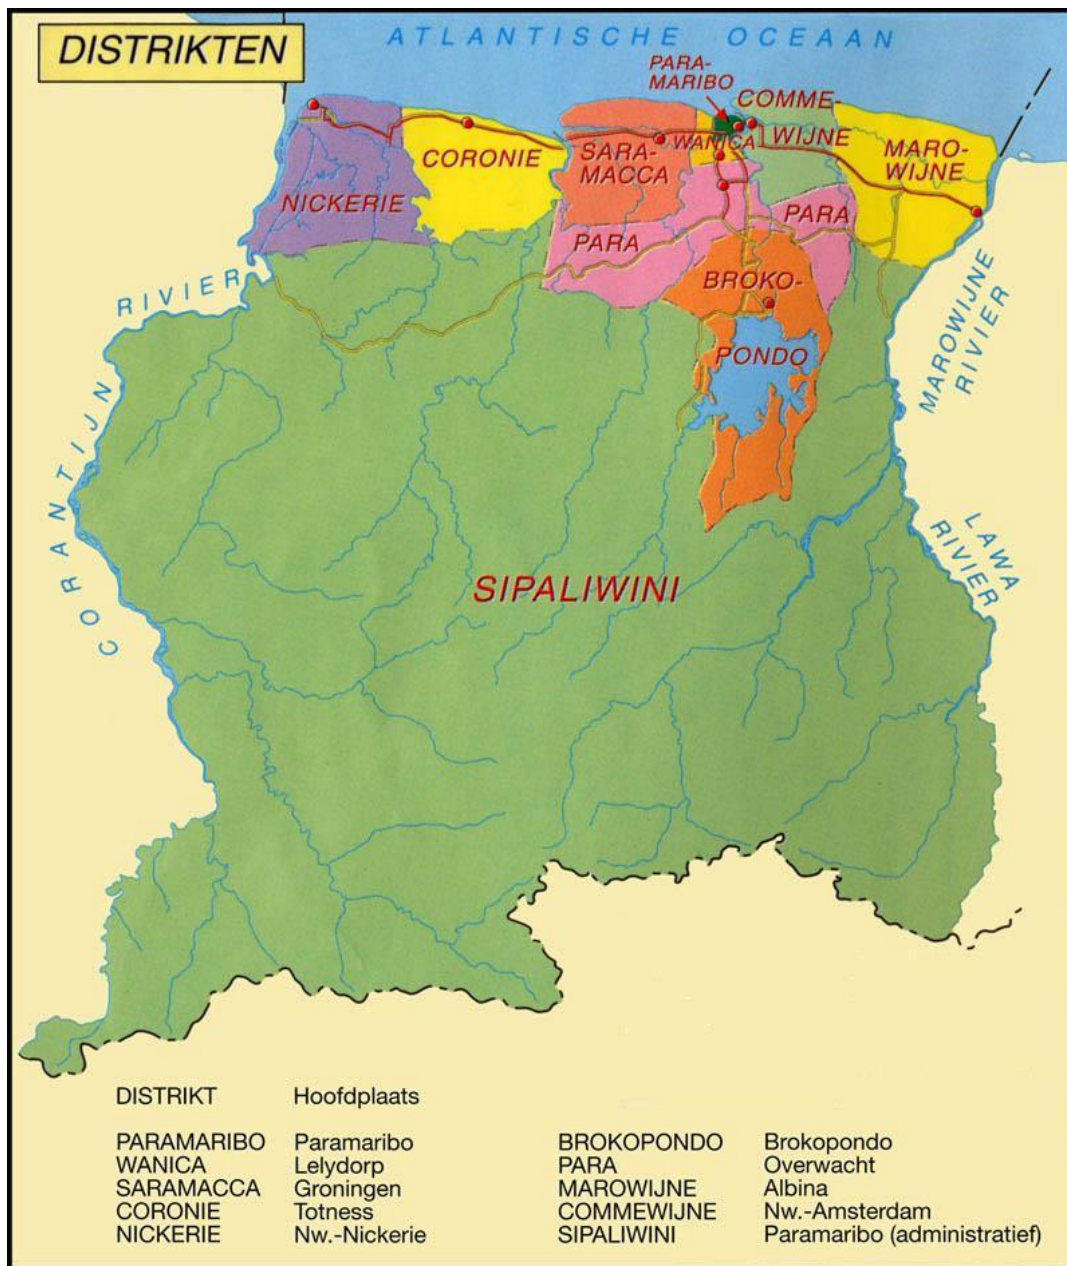 DISTRIKTEN
ATLANTISCHE OCEAAN
PARA-
MARIBO
COMME-
WIJNE
WANICA
CORONIE
SARA-
MACCA
MARO-
WIJNE
NICKERIE
PARA
PARA
BROKO-
PONDO
CORANTIJN
RIVIER
MAROWIJNE
RIVIER
LAWA
RIVIER
SIPALIWINI
DISTRIKT Hoofdplaats
PARAMARIBO Paramaribo
WANICA Lelydorp
SARAMACCA Groningen
CORONIE Totness
NICKERIE Nw.-Nickerie
BROKOPONDO Brokopondo
PARA Overwacht
MAROWIJNE Albina
COMMEWIJNE Nw.-Amsterdam
SIPALIWINI Paramaribo (administratief)